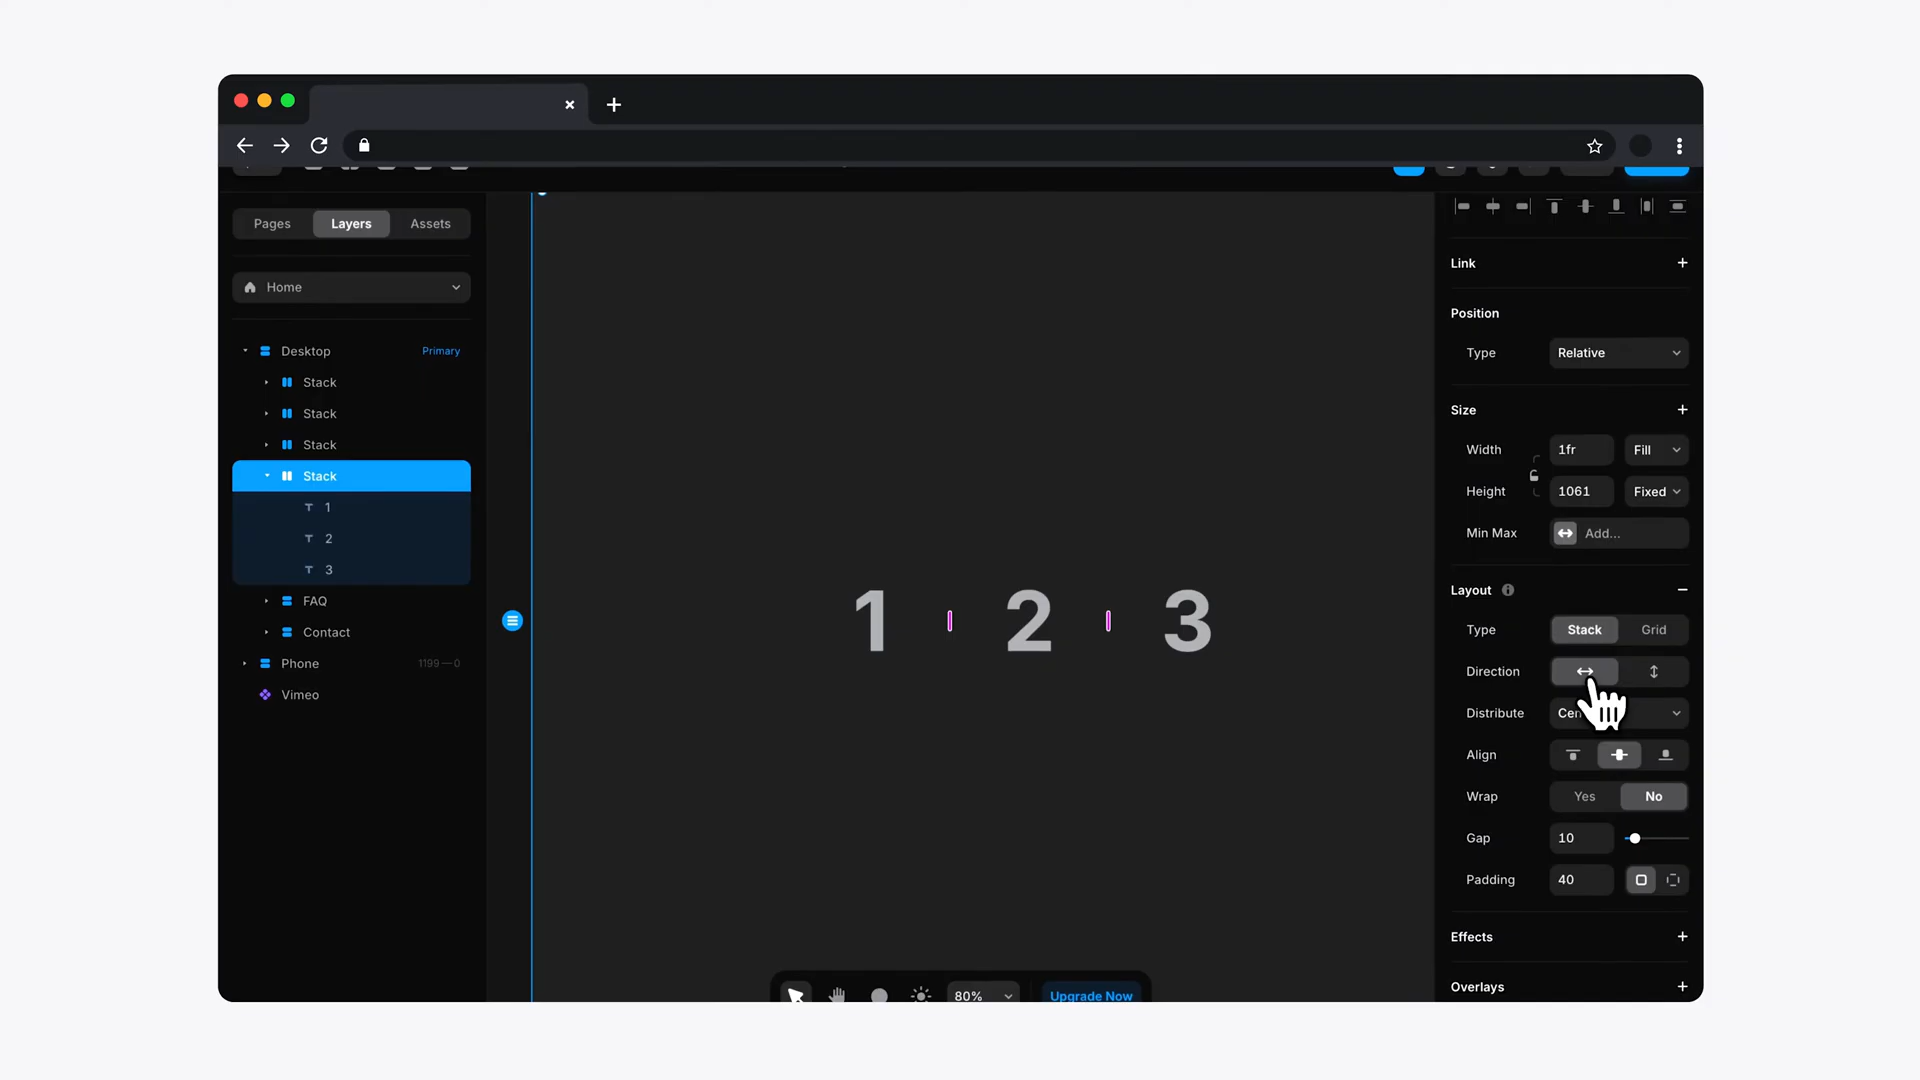 Pages Layers Assets
Home
Desktop Primary
Stack
Stack
Stack
Stack
1
2
3
FAQ
Contact
Phone 1199—0
Vimeo
1 2 3
80% Upgrade Now
Link
Position
Type Relative
Size
Width 1fr Fill
Height 1061 Fixed
Min Max Add...
Layout
Type Stack Grid
Direction
Distribute
Align
Wrap Yes No
Gap 10
Padding 40
Effects
Overlays